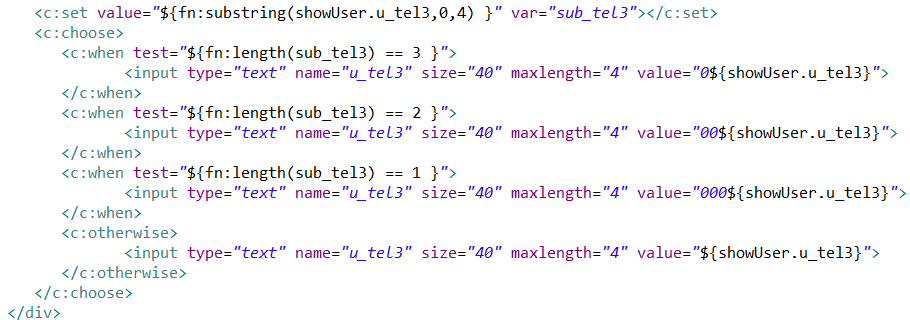 <c:set value="${fn:substring(showUser.u_tel3,0,4) }" var="sub_tel3"></c:set>
<c:choose>
<c:when test="${fn:length(sub_tel3) == 3 }">
<input type="text" name="u_tel3" size="40" maxlength="4" value="0${showUser.u_tel3}">
</c:when>
<c:when test="${fn:length(sub_tel3) == 2 }">
<input type="text" name="u_tel3" size="40" maxlength="4" value="00${showUser.u_tel3}">
</c:when>
<c:when test="${fn:length(sub_tel3) == 1 }">
<input type="text" name="u_tel3" size="40" maxlength="4" value="000${showUser.u_tel3}">
</c:when>
<c:otherwise>
<input type="text" name="u_tel3" size="40" maxlength="4" value="${showUser.u_tel3}">
</c:otherwise>
</c:choose>
</div>